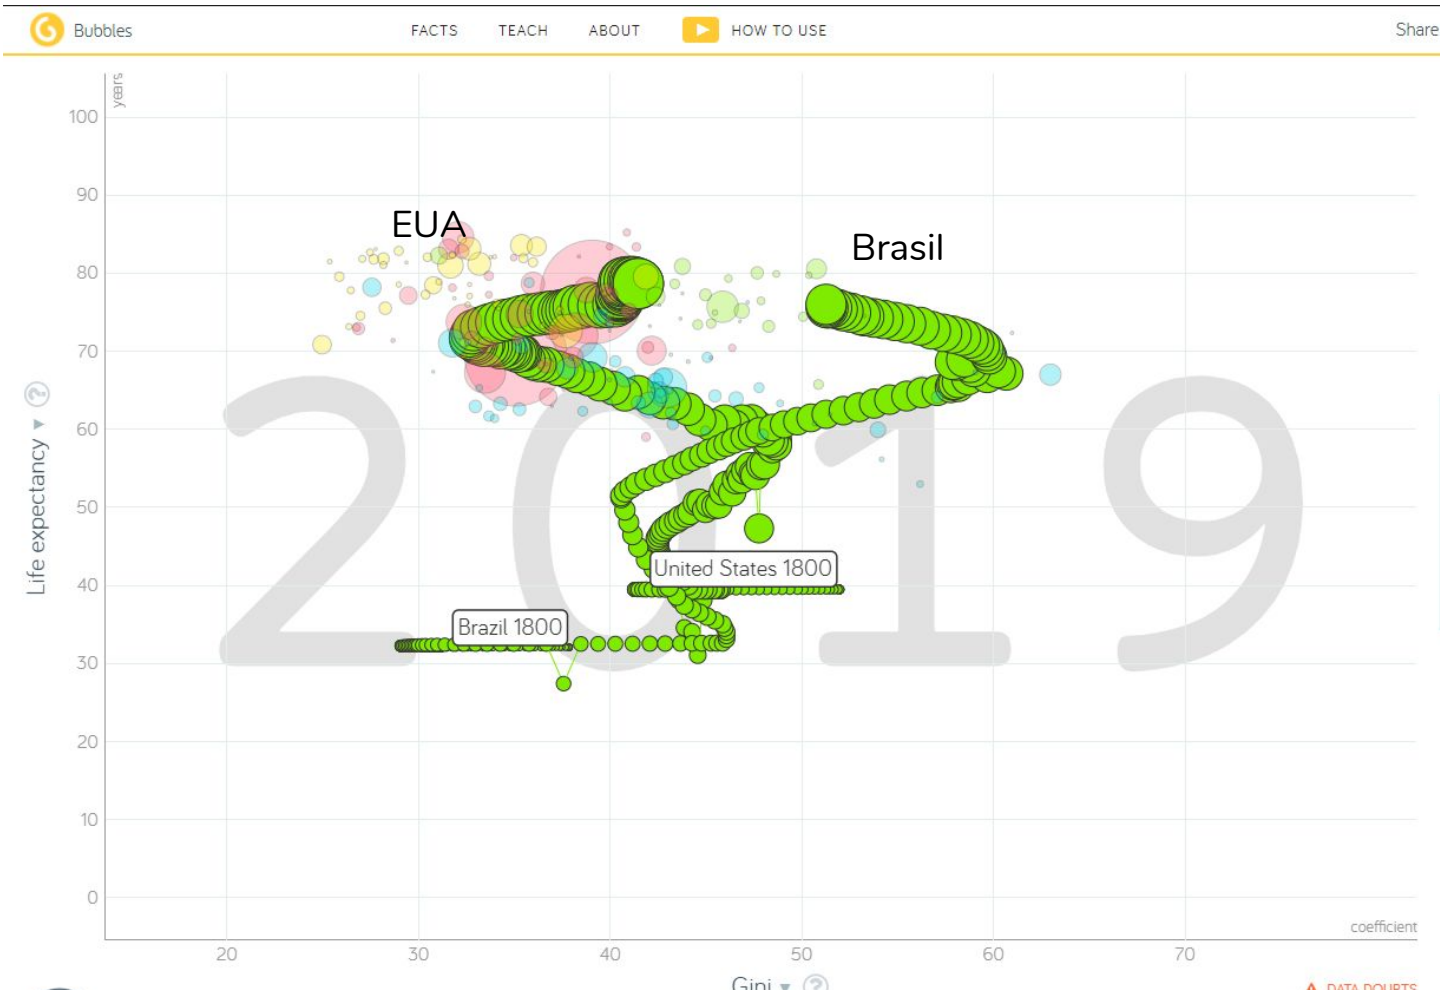 Bubbles FACTS TEACH ABOUT HOW TO USE Share
years
100
90
80
70
60
50
40
30
20
10
0
Life expectancy
?
EUA
Brasil
2019
United States 1800
Brazil 1800
coefficient
20 30 40 50 60 70
Gini ?
DATA DOUBTS